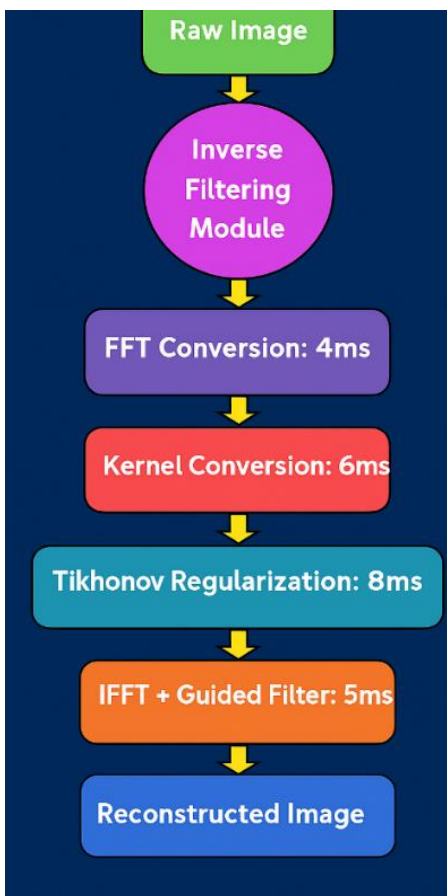 Raw Image
Inverse
Filtering
Module
FFT Conversion: 4ms
Kernel Conversion: 6ms
Tikhonov Regularization: 8ms
IFFT + Guided Filter: 5ms
Reconstructed Image